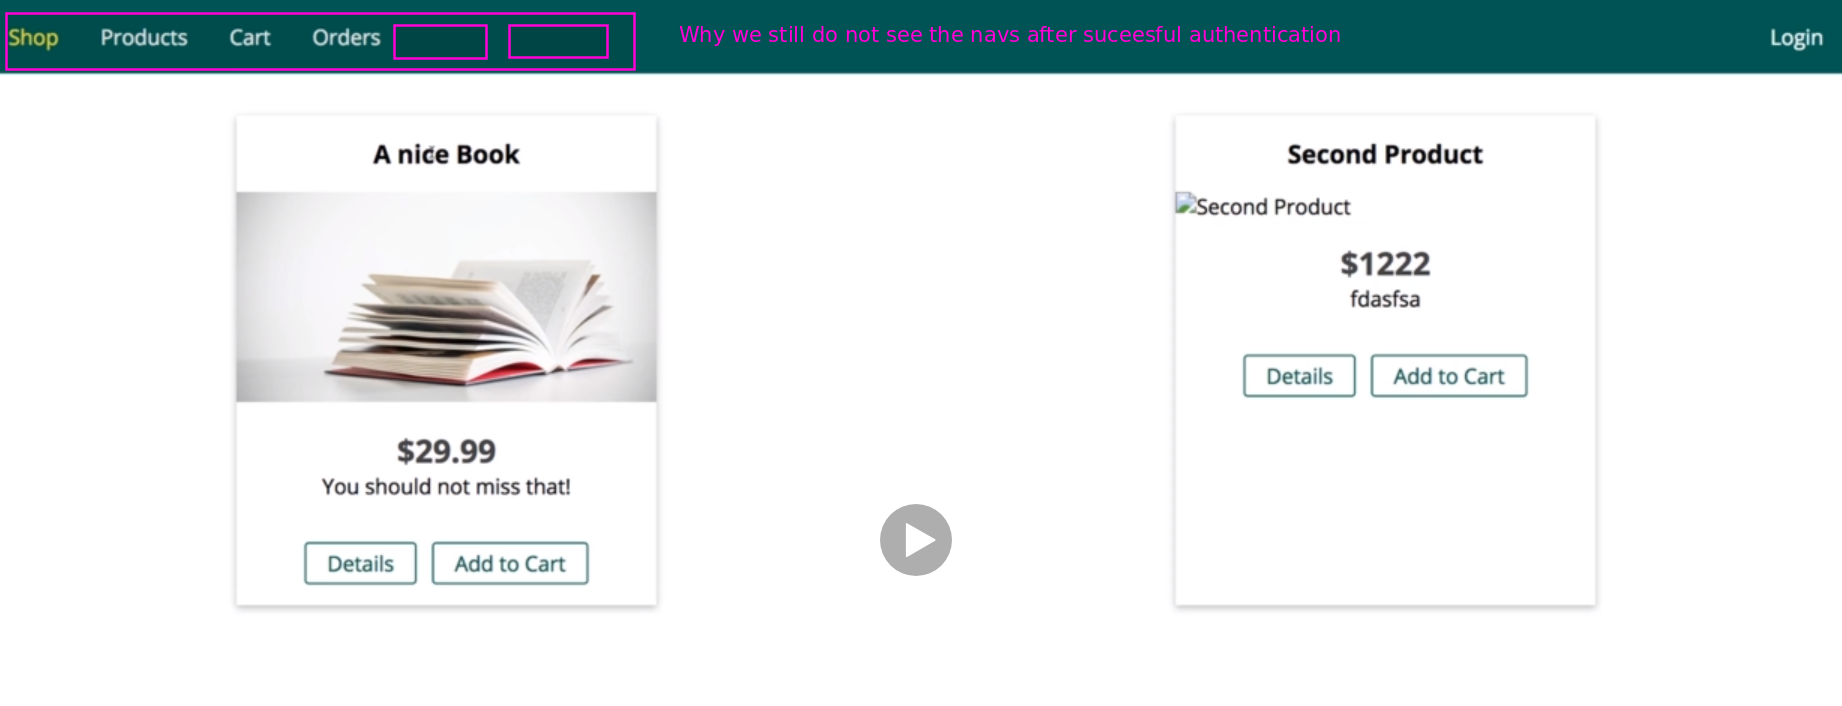 Shop Products Cart Orders Why we still do not see the navs after suceesful authentication Login
A nice Book
$29.99
You should not miss that!
Details Add to Cart
Second Product
Second Product
$1222
fdasfsa
Details Add to Cart